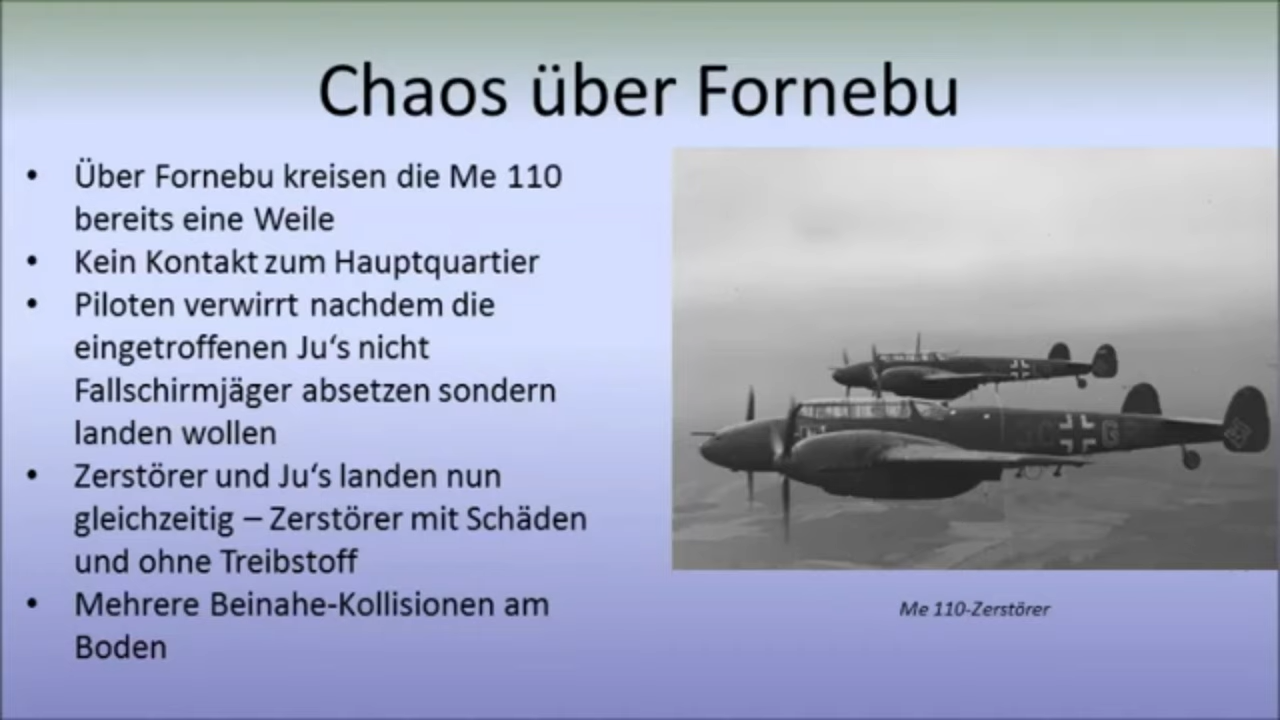 Chaos über Fornebu
• Über Fornebu kreisen die Me 110
bereits eine Weile
• Kein Kontakt zum Hauptquartier
• Piloten verwirrt nachdem die
eingetroffenen Ju‘s nicht
Fallschirmjäger absetzen sondern
landen wollen
• Zerstörer und Ju‘s landen nun
gleichzeitig – Zerstörer mit Schäden
und ohne Treibstoff
• Mehrere Beinahe-Kollisionen am
Boden
Me 110-Zerstörer